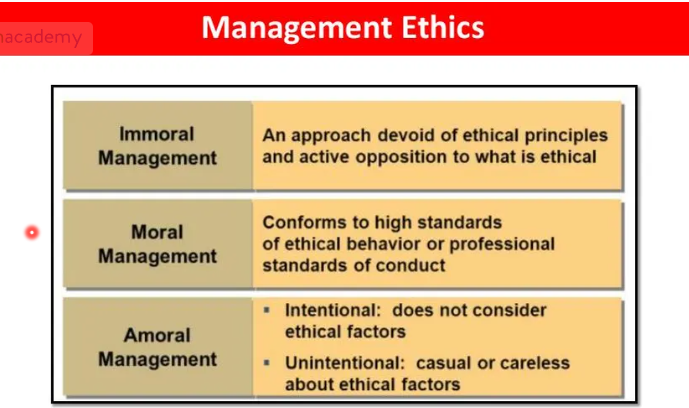 Management Ethics
nacademy
Immoral
Management
An approach devoid of ethical principles
and active opposition to what is ethical
Moral
Management
Conforms to high standards
of ethical behavior or professional
standards of conduct
Amoral
Management
▪ Intentional: does not consider
ethical factors
▪ Unintentional: casual or careless
about ethical factors